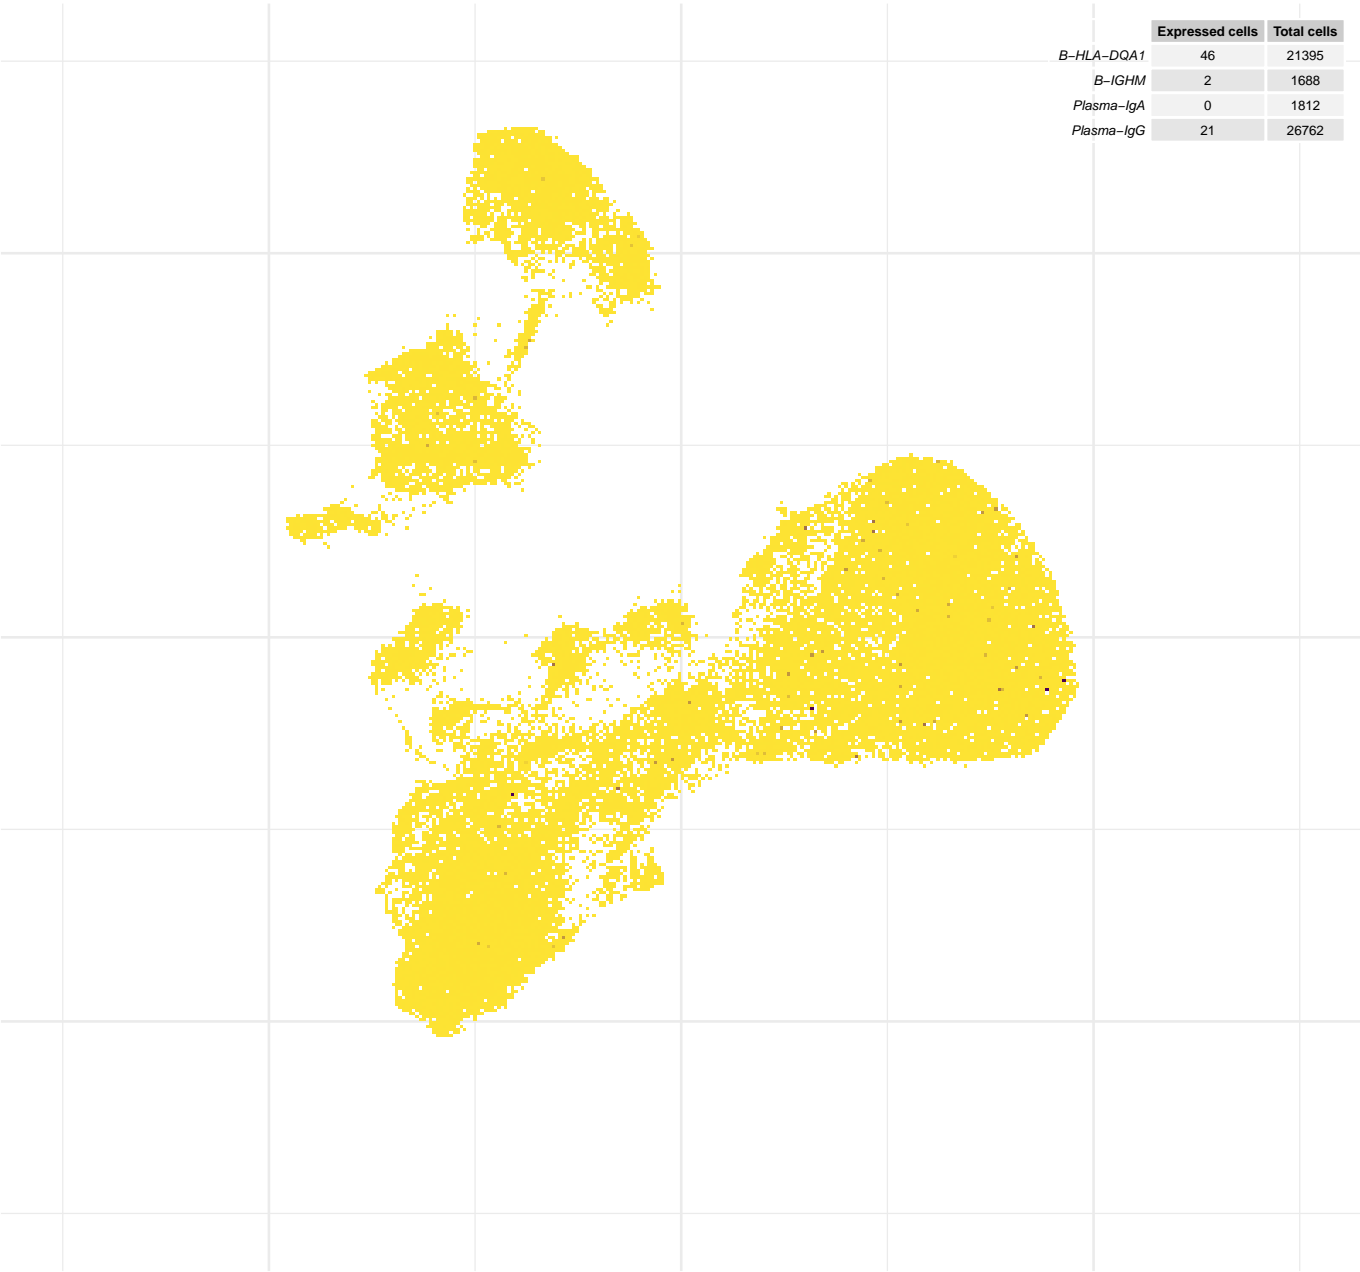 Expressed cells Total cells
B−HLA−DQA1 46 21395
B−IGHM 2 1688
Plasma−IgA 0 1812
Plasma−IgG 21 26762